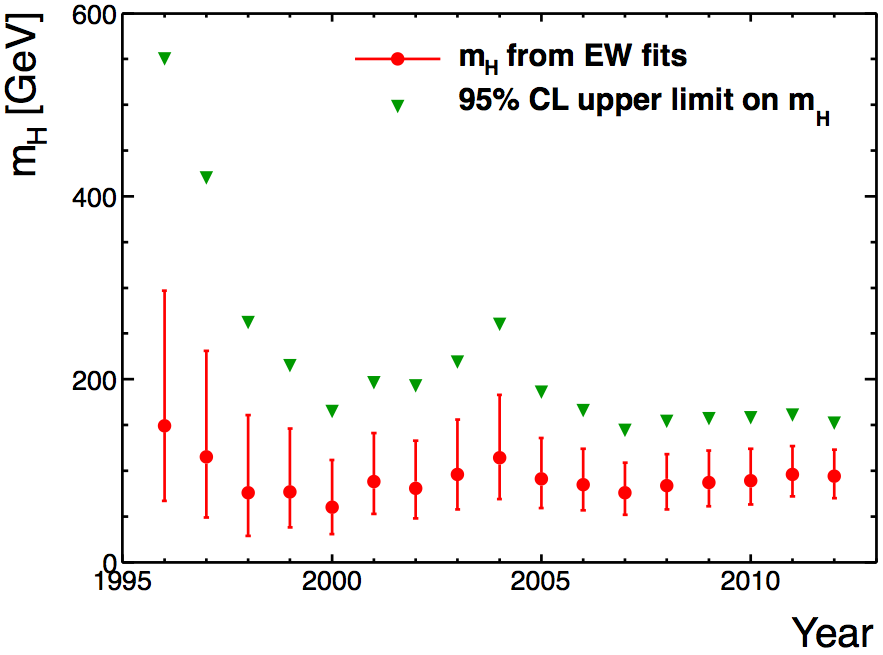 600
400
200
0
m_H [GeV]
m_H from EW fits
95% CL upper limit on m_H
1995 2000 2005 2010
Year